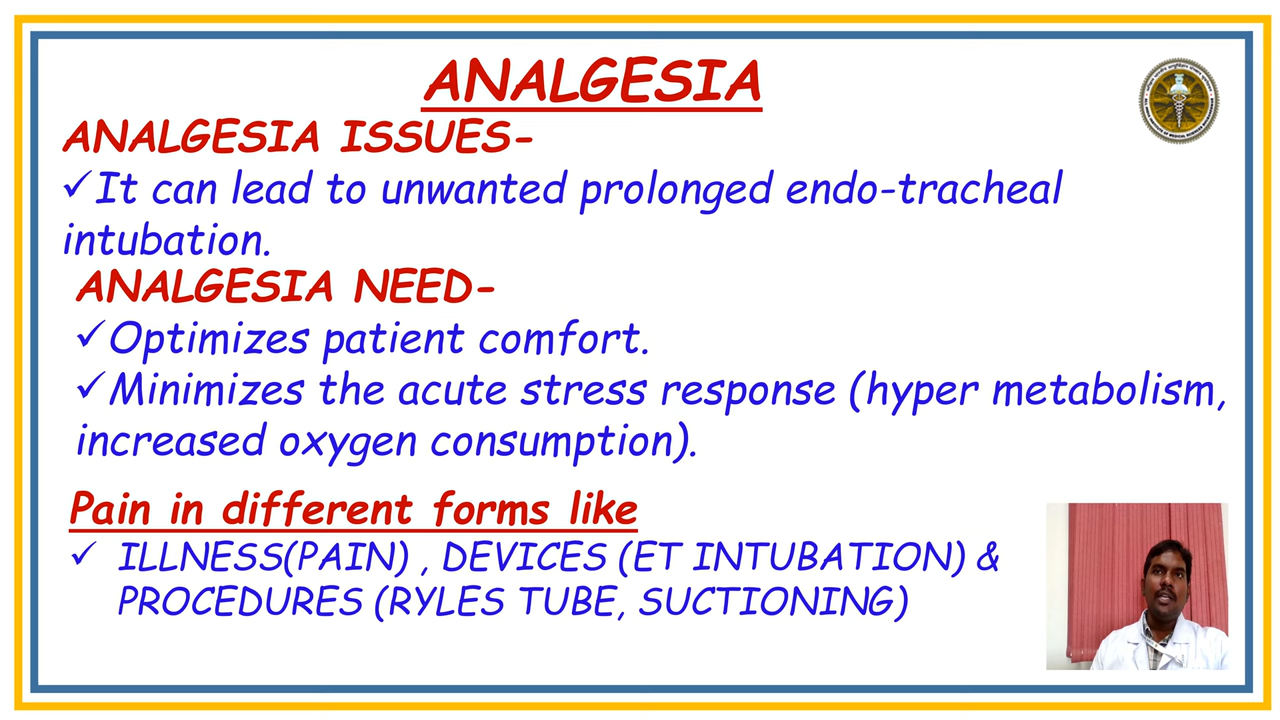 ANALGESIA
ANALGESIA ISSUES-
✓It can lead to unwanted prolonged endo-tracheal
intubation.
ANALGESIA NEED-
✓Optimizes patient comfort.
✓Minimizes the acute stress response (hyper metabolism,
increased oxygen consumption).
Pain in different forms like
✓ ILLNESS(PAIN) , DEVICES (ET INTUBATION) &
PROCEDURES (RYLES TUBE, SUCTIONING)